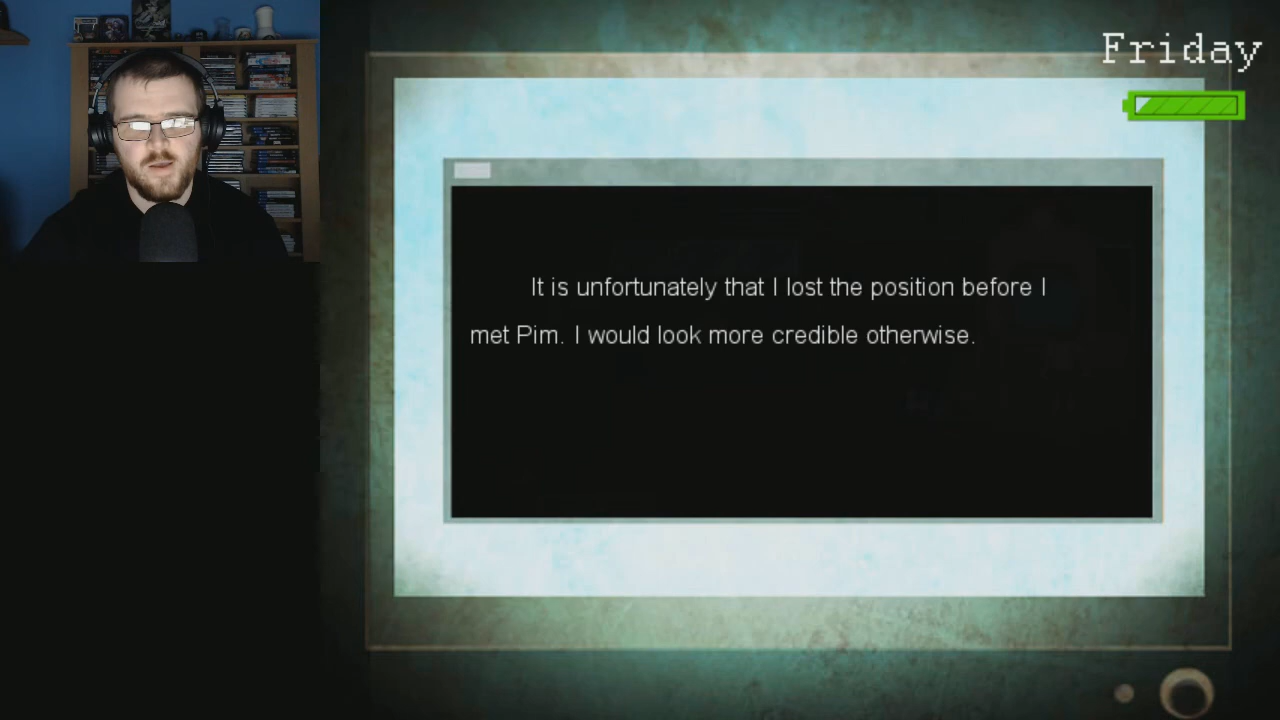 Friday
It is unfortunately that I lost the position before I
met Pim. I would look more credible otherwise.